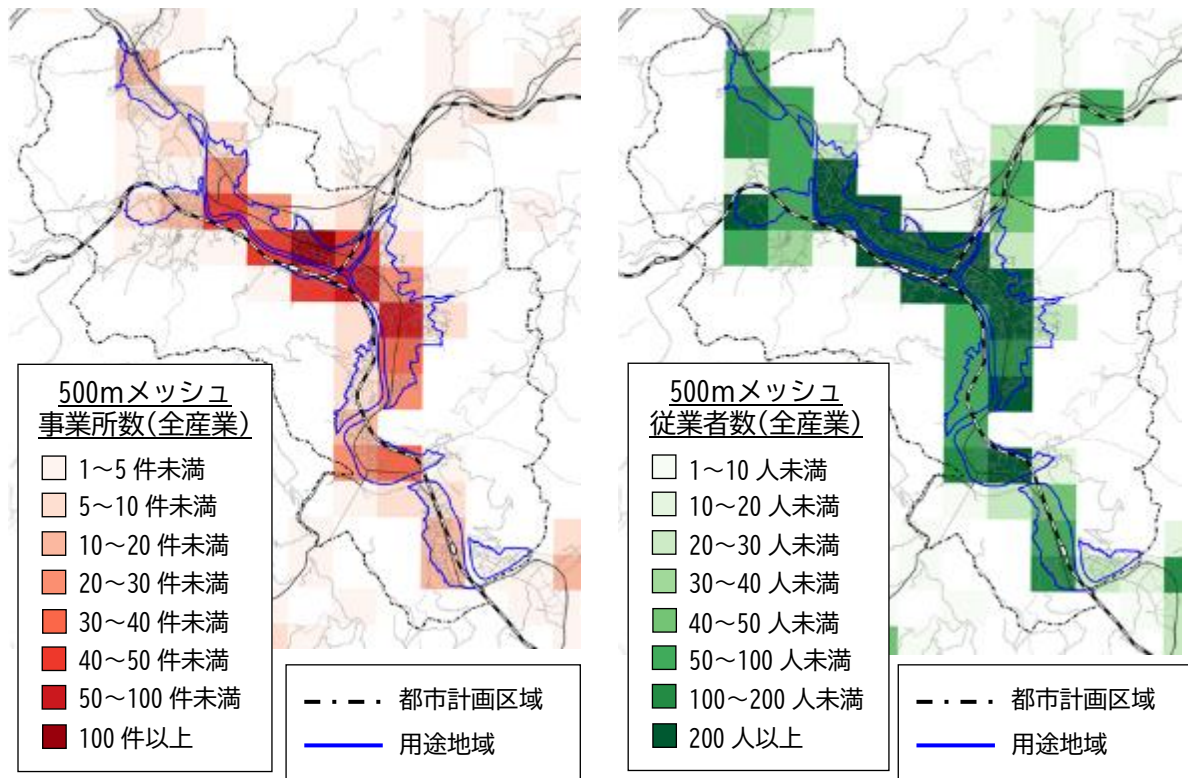 500mメッシュ
事業所数(全産業)
1～5 件未満
5～10 件未満
10～20 件未満
20～30 件未満
30～40 件未満
40～50 件未満
50～100 件未満
100 件以上
都市計画区域
用途地域
500mメッシュ
従業者数(全産業)
1～10 人未満
10～20 人未満
20～30 人未満
30～40 人未満
40～50 人未満
50～100 人未満
100～200 人未満
200 人以上
都市計画区域
用途地域